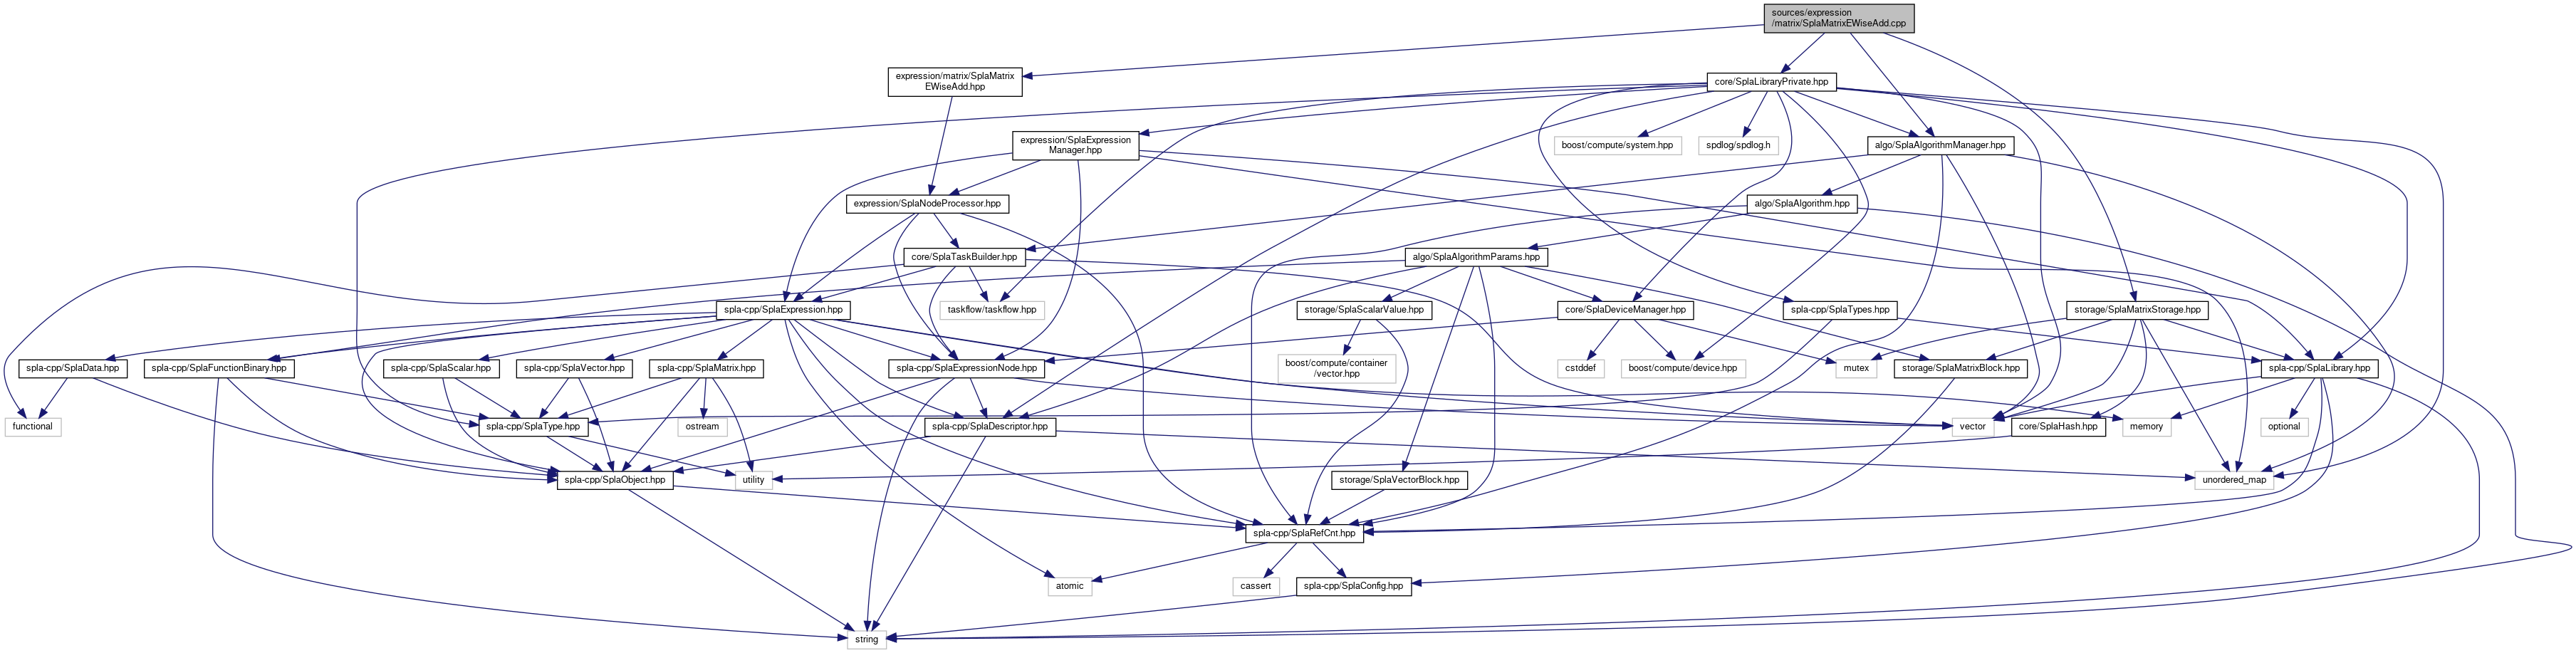 sources/expression
/matrix/SplaMatrixEWiseAdd.cpp
expression/matrix/SplaMatrix
EWiseAdd.hpp
core/SplaLibraryPrivate.hpp
expression/SplaExpression
Manager.hpp
boost/compute/system.hpp
spdlog/spdlog.h
algo/SplaAlgorithmManager.hpp
expression/SplaNodeProcessor.hpp
algo/SplaAlgorithm.hpp
core/SplaTaskBuilder.hpp
algo/SplaAlgorithmParams.hpp
spla-cpp/SplaExpression.hpp
taskflow/taskflow.hpp
storage/SplaScalarValue.hpp
core/SplaDeviceManager.hpp
spla-cpp/SplaTypes.hpp
storage/SplaMatrixStorage.hpp
spla-cpp/SplaData.hpp
spla-cpp/SplaFunctionBinary.hpp
spla-cpp/SplaScalar.hpp
spla-cpp/SplaVector.hpp
spla-cpp/SplaMatrix.hpp
spla-cpp/SplaExpressionNode.hpp
boost/compute/container
/vector.hpp
cstddef
boost/compute/device.hpp
mutex
storage/SplaMatrixBlock.hpp
spla-cpp/SplaLibrary.hpp
functional
spla-cpp/SplaType.hpp
ostream
spla-cpp/SplaDescriptor.hpp
vector
core/SplaHash.hpp
memory
optional
spla-cpp/SplaObject.hpp
utility
storage/SplaVectorBlock.hpp
unordered_map
spla-cpp/SplaRefCnt.hpp
atomic
cassert
spla-cpp/SplaConfig.hpp
string